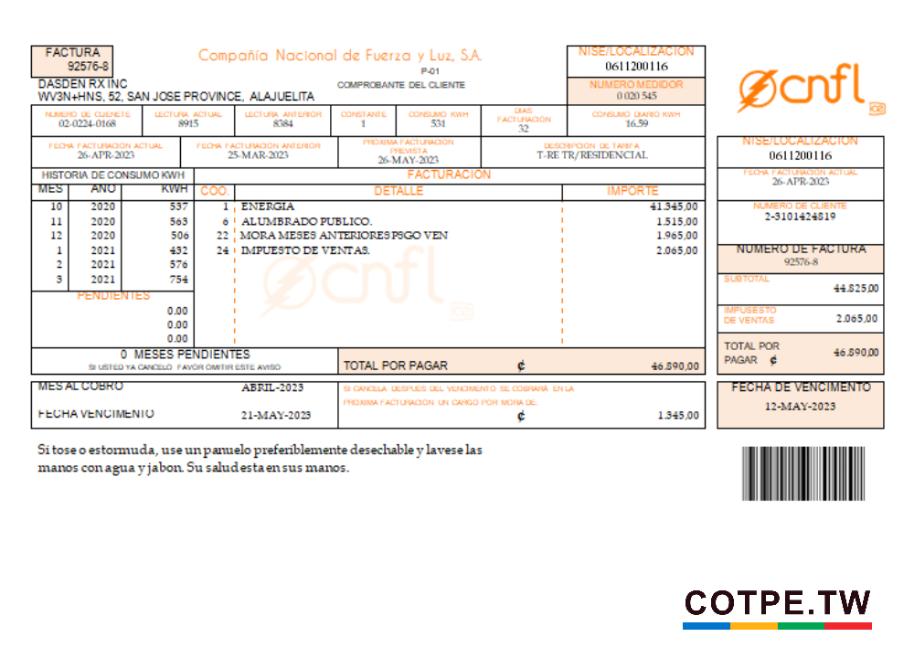 FACTURA
92576-8
Compañía Nacional de Fuerza y Luz, S.A.
P-01
COMPROBANTE DEL CLIENTE
NISE/LOCALIZACION
0611200116
DASDEN RX INC
WV3N+HNS, 52, SAN JOSE PROVINCE, ALAJUELITA
NUMERO MEDIDOR
0 020 545
cnfl
ice
NUMERO DE CLIENETE
02-0224-0168
LECTURA ACTUAL
8915
LECTURA ANTERIOR
8384
CONSTANTE
1
CONSUMO KWH
531
DIAS
FACTURACION
32
CONSUMO DIARIO KWH
16,59
FECHA FACTURACION ACTUAL
26-APR-2023
FECHA FACTURACION ANTERIOR
25-MAR-2023
PROXIMA FACTURACION
PREVISTA
26-MAY-2023
DESCRIPCION DE TARIFA
T-RE TR/RESIDENCIAL
HISTORIA DE CONSUMO KWH
FACTURACION
MES ANO KWH COO. DETALLE IMPORTE
10 2020 537 1 ENERGIA 41.345,00
11 2020 563 6 ALUMBRADO PUBLICO. 1.515,00
12 2020 506 22 MORA MESES ANTERIORES PSGO VEN 1.965,00
1 2021 432 24 IMPUESTO DE VENTAS. 2.065,00
2 2021 576
3 2021 754
cnfl
ice
PENDIENTES
0.00
0.00
0.00
0 MESES PENDIENTES
SI USTED YA CANCELO FAVOR OMITIR ESTE AVISO
TOTAL POR PAGAR ₡ 46.890,00
MES AL COBRO ABRIL-2023
FECHA VENCIMENTO 21-MAY-2023
SI CANCELA DESPUES DEL VENCIMENTO SE COBRARA EN LA
PROXIMA FACTURACION UN CARGO POR MORA DE:
₡ 1.345,00
NISE/LOCALIZACION
0611200116
FECHA FACTURACION ACTUAL
26-APR-2023
NUMERO DE CLIENTE
2-3101424819
NUMERO DE FACTURA
92576-8
SUBTOTAL
44.825,00
IMPUSESTO
DE VENTAS 2.065,00
TOTAL POR
PAGAR ₡ 46.890,00
FECHA DE VENCIMENTO
12-MAY-2023
Si tose o estormuda, use un panuelo preferiblemente desechable y lavese las
manos con agua y jabon. Su salud esta en sus manos.
COTPE.TW